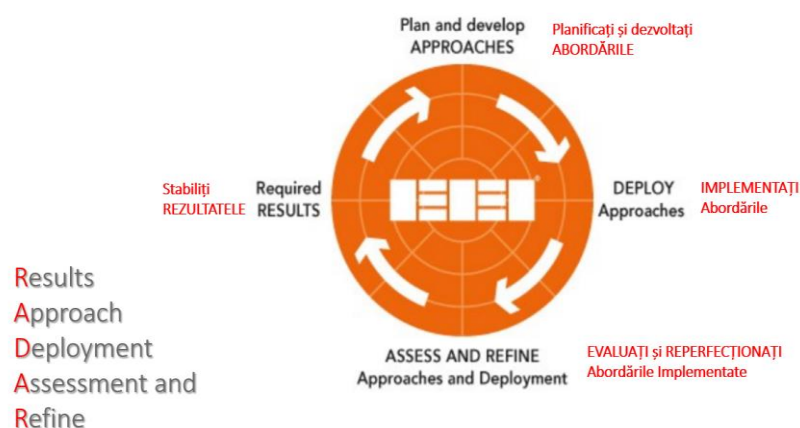 Plan and develop
APPROACHES
Planificați și dezvoltați
ABORDĂRILE
Stabiliți
REZULTATELE
Required
RESULTS
DEPLOY
Approaches
IMPLEMENTAȚI
Abordările
Results
Approach
Deployment
Assessment and
Refine
ASSESS AND REFINE
Approaches and Deployment
EVALUAȚI și REPERFECȚIONAȚI
Abordările Implementate